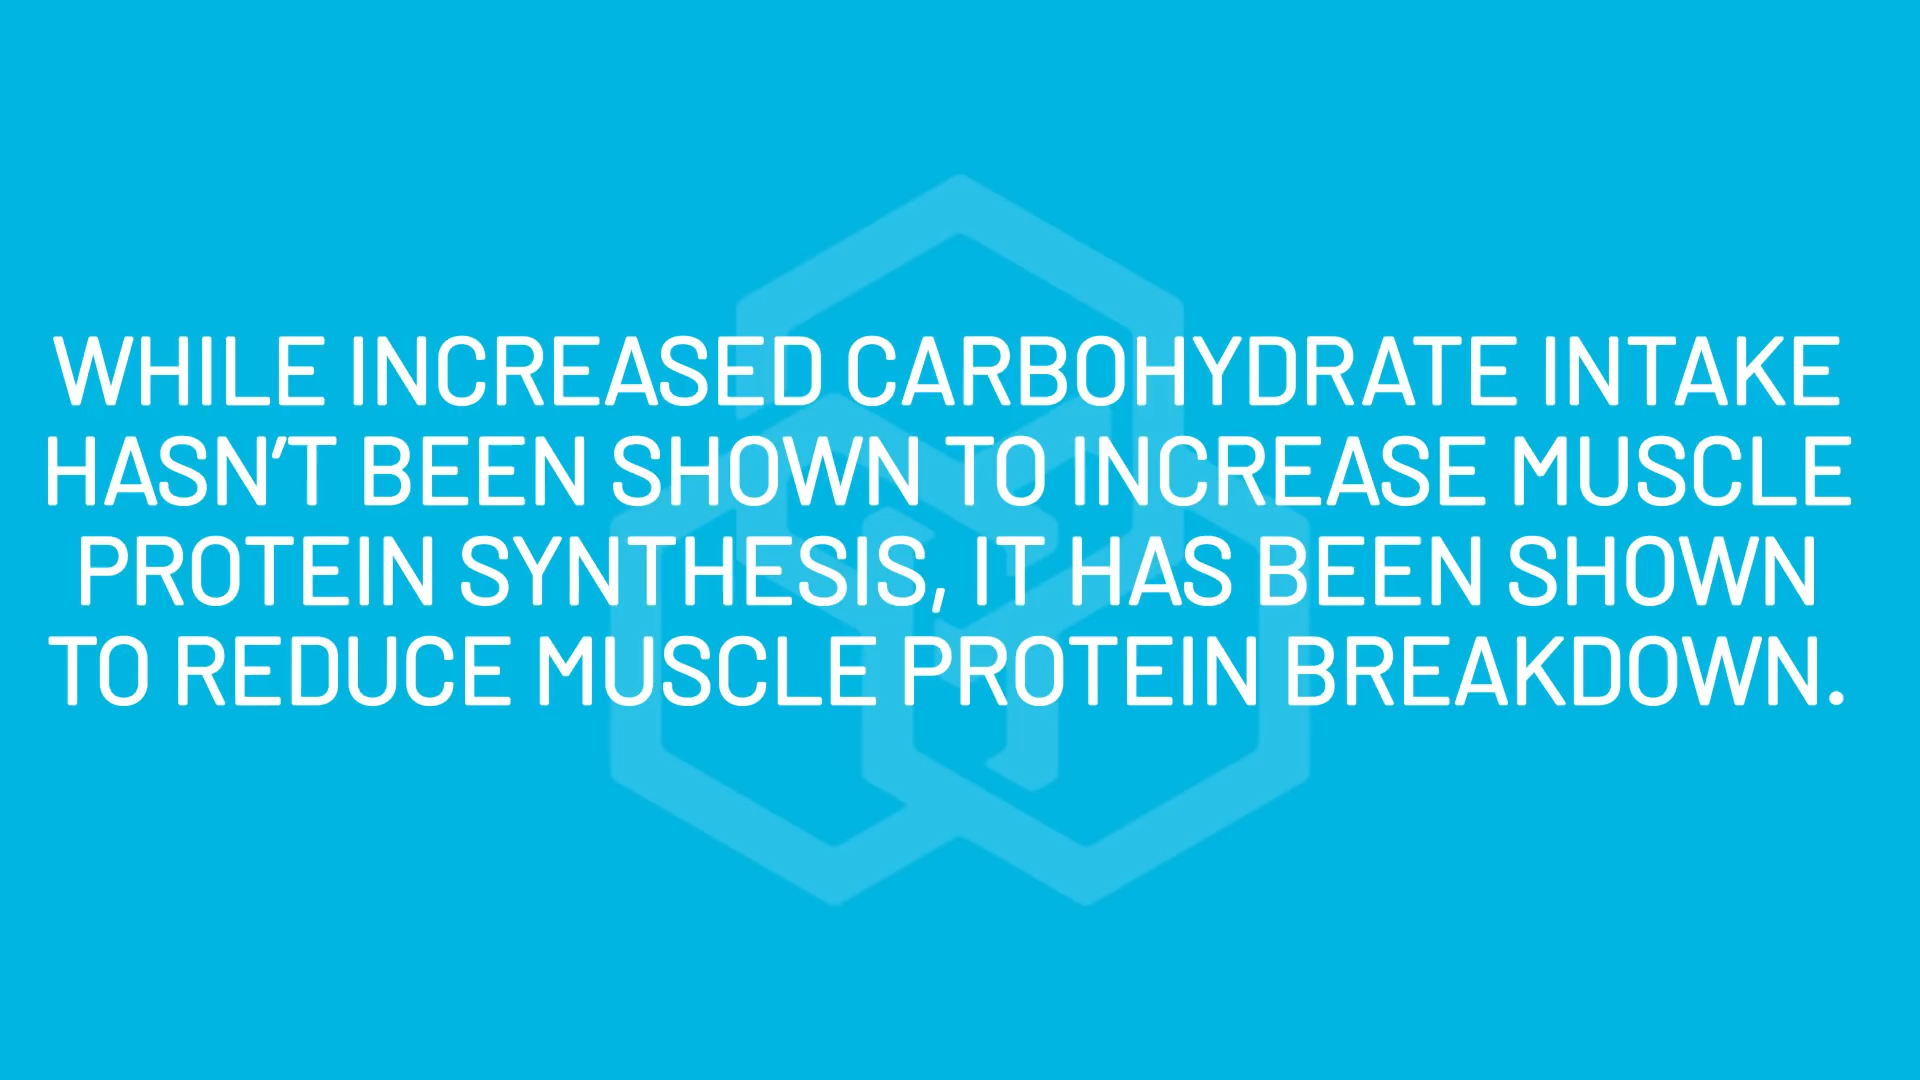 WHILE INCREASED CARBOHYDRATE INTAKE
HASN'T BEEN SHOWN TO INCREASE MUSCLE
PROTEIN SYNTHESIS, IT HAS BEEN SHOWN
TO REDUCE MUSCLE PROTEIN BREAKDOWN.